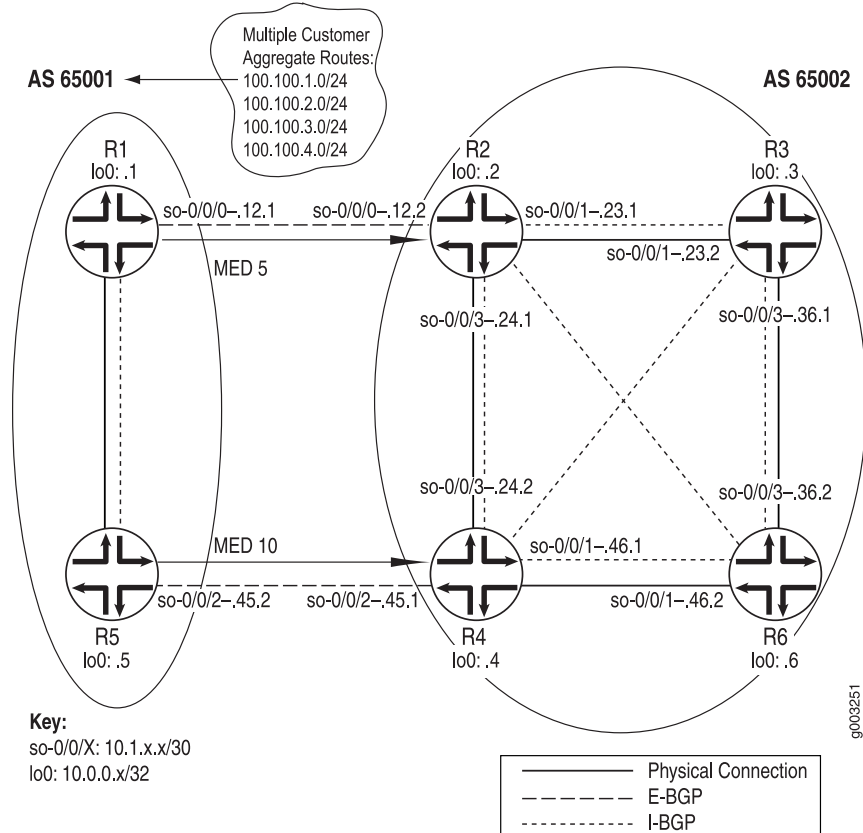 Multiple Customer
Aggregate Routes:
100.100.1.0/24
100.100.2.0/24
100.100.3.0/24
100.100.4.0/24
AS 65001
AS 65002
R1
lo0: .1
R2
lo0: .2
R3
lo0: .3
so-0/0/0–.12.1
so-0/0/0–.12.2
so-0/0/1–.23.1
MED 5
so-0/0/1–.23.2
so-0/0/3–.24.1
so-0/0/3–.36.1
so-0/0/3–.24.2
so-0/0/3–.36.2
MED 10
so-0/0/1–.46.1
so-0/0/2–.45.2
so-0/0/2–.45.1
so-0/0/1–.46.2
R5
lo0: .5
R4
lo0: .4
R6
lo0: .6
Key:
so-0/0/X: 10.1.x.x/30
lo0: 10.0.0.x/32
g003251
Physical Connection
E-BGP
I-BGP